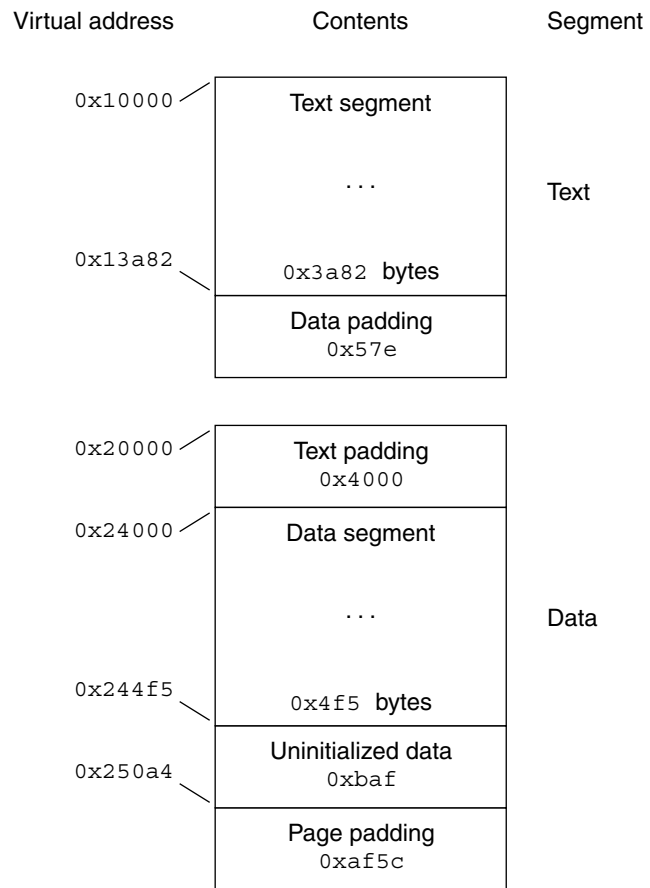 Virtual address Contents Segment
0x10000
Text segment
...
Text
0x13a82
0x3a82 bytes
Data padding
0x57e
0x20000
Text padding
0x4000
0x24000
Data segment
...
Data
0x244f5
0x4f5 bytes
Uninitialized data
0x250a4
0xbaf
Page padding
0xaf5c